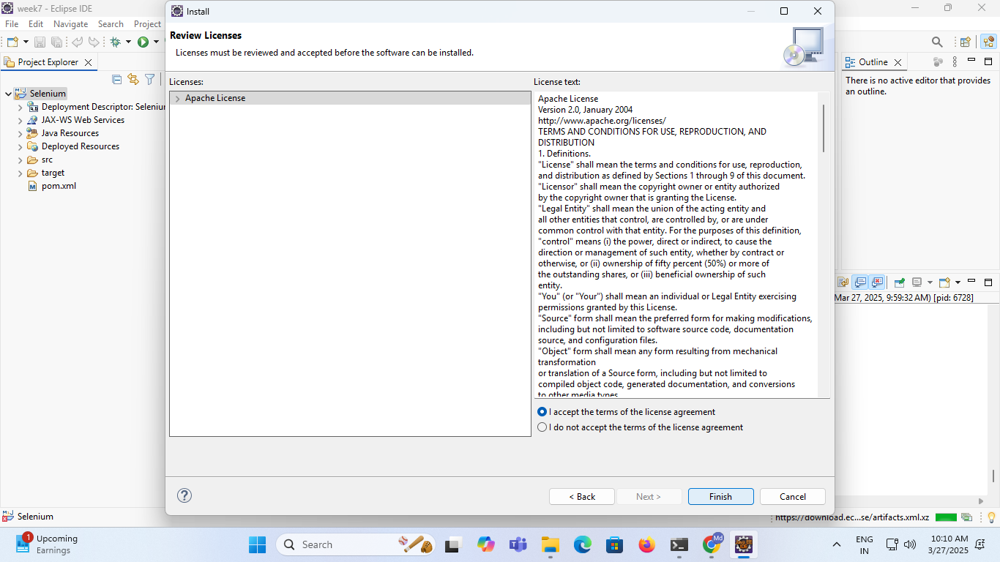 week7 - Eclipse IDE
File Edit Navigate Search Project
Project Explorer
Selenium
Deployment Descriptor: Seleniu
JAX-WS Web Services
Java Resources
Deployed Resources
src
target
pom.xml
Install
Review Licenses
Licenses must be reviewed and accepted before the software can be installed.
Licenses:
Apache License
License text:
Apache License
Version 2.0, January 2004
http://www.apache.org/licenses/
TERMS AND CONDITIONS FOR USE, REPRODUCTION, AND
DISTRIBUTION
1. Definitions.
"License" shall mean the terms and conditions for use, reproduction,
and distribution as defined by Sections 1 through 9 of this document.
"Licensor" shall mean the copyright owner or entity authorized
by the copyright owner that is granting the License.
"Legal Entity" shall mean the union of the acting entity and
all other entities that control, are controlled by, or are under
common control with that entity. For the purposes of this definition,
"control" means (i) the power, direct or indirect, to cause the
direction or management of such entity, whether by contract or
otherwise, or (ii) ownership of fifty percent (50%) or more of
the outstanding shares, or (iii) beneficial ownership of such
entity.
"You" (or "Your") shall mean an individual or Legal Entity exercising
permissions granted by this License.
"Source" form shall mean the preferred form for making modifications,
including but not limited to software source code, documentation
source, and configuration files.
"Object" form shall mean any form resulting from mechanical
transformation
or translation of a Source form, including but not limited to
compiled object code, generated documentation, and conversions
to other media types.
I accept the terms of the license agreement
I do not accept the terms of the license agreement
< Back
Next >
Finish
Cancel
Outline
There is no active editor that provides
an outline.
Mar 27, 2025, 9:59:32 AM) [pid: 6728]
Selenium
https://download.ec...se/artifacts.xml.xz
1
Upcoming
Earnings
Search
Md
ENG
IN
10:10 AM
3/27/2025